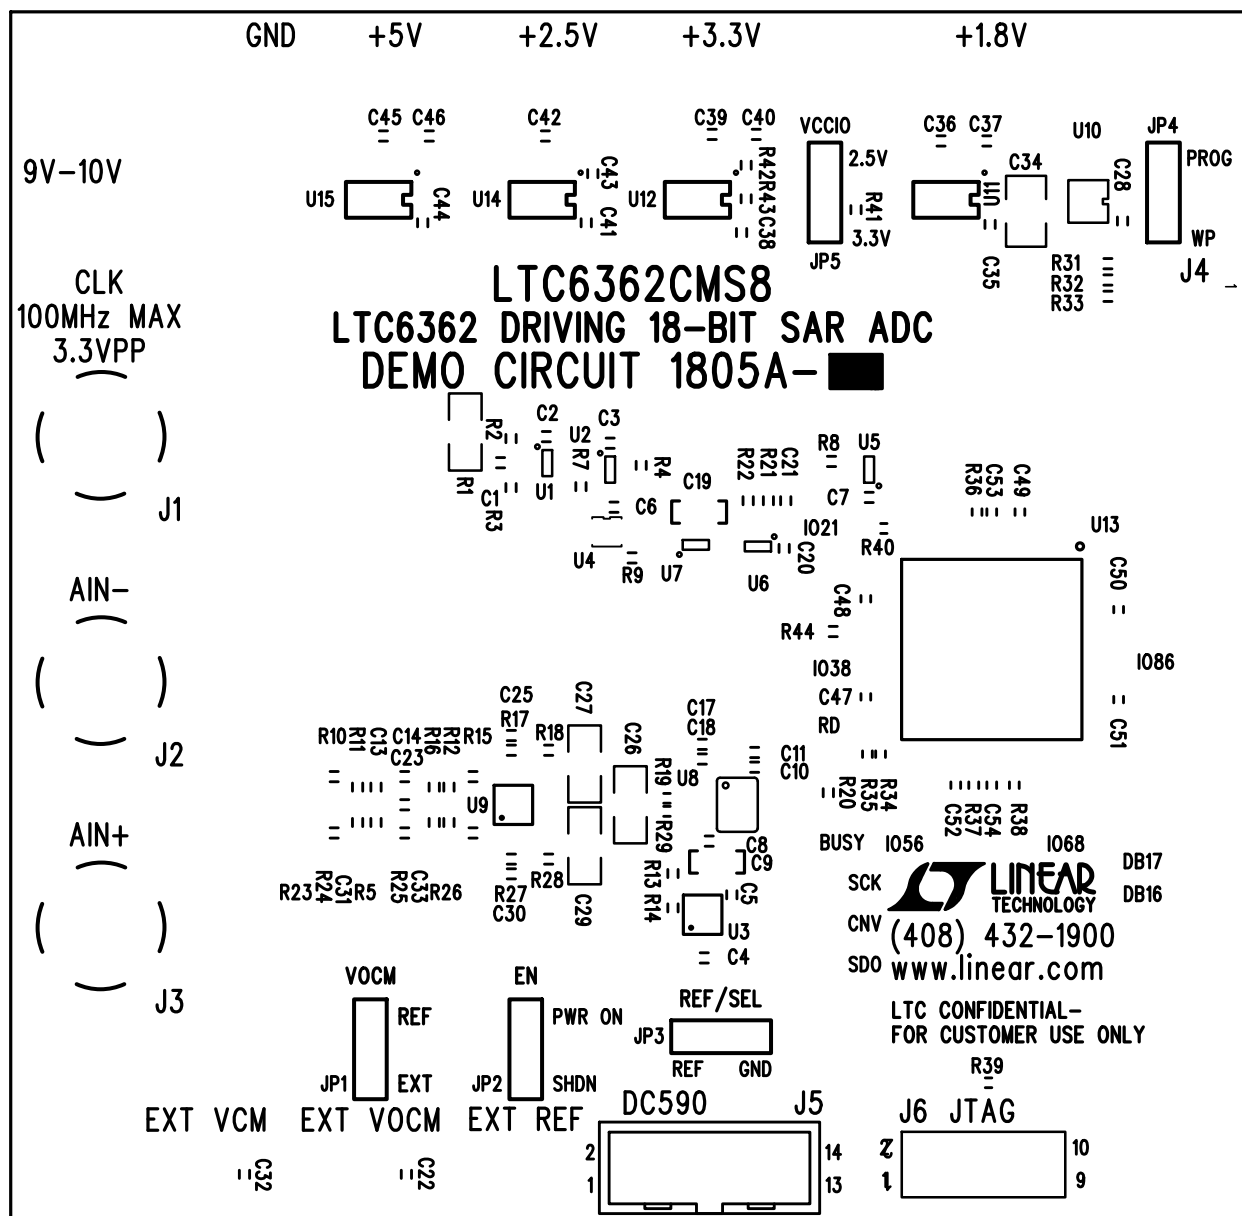 GND +5V +2.5V +3.3V +1.8V
C45 C46 C42 C39 C40 VCCIO C36 C37 U10 JP4
9V-10V
U15 C44 U14 C43 C41 U12 R42 R43 C38 2.5V R41 3.3V U11 C34 C28 PROG WP
JP5 C35 R31 J4 1
R32
R33
CLK
100MHz MAX
3.3VPP
LTC6362CMS8
LTC6362 DRIVING 18-BIT SAR ADC
DEMO CIRCUIT 1805A-
R2 C2 U2 C3 R8 U5
R1 C1 R3 U1 R7 R4 C19 R22 R21 C21 C7 R36 C53 C49
J1 C6 IO21 U13
U4 R9 U7 U6 C20 R40
AIN- C48 C50
R44
IO38 IO86
C25 C27 C17 C47
J2 R10 R11 C13 C14 R16 R12 R15 R17 R18 C26 C18 RD C51
C23 R19 U8 C11
C10
U9 R20 R35 R34 C52 R37 C54 R38
AIN+ R29 C8 BUSY IO56 IO68
C9 DB17
R23 R24 C31 R5 R25 C33 R26 R27 R28 R13 SCK LINEAR DB16
TECHNOLOGY
C30 C29 R14 C5 U3 CNV (408) 432-1900
C4 SDO www.linear.com
J3 VOCM EN REF/SEL
REF PWR ON LTC CONFIDENTIAL-
JP3 FOR CUSTOMER USE ONLY
JP1 EXT JP2 SHDN REF GND R39
EXT VCM EXT VOCM EXT REF DC590 J5 J6 JTAG
C32 C22 2 14 2 10
1 13 1 9